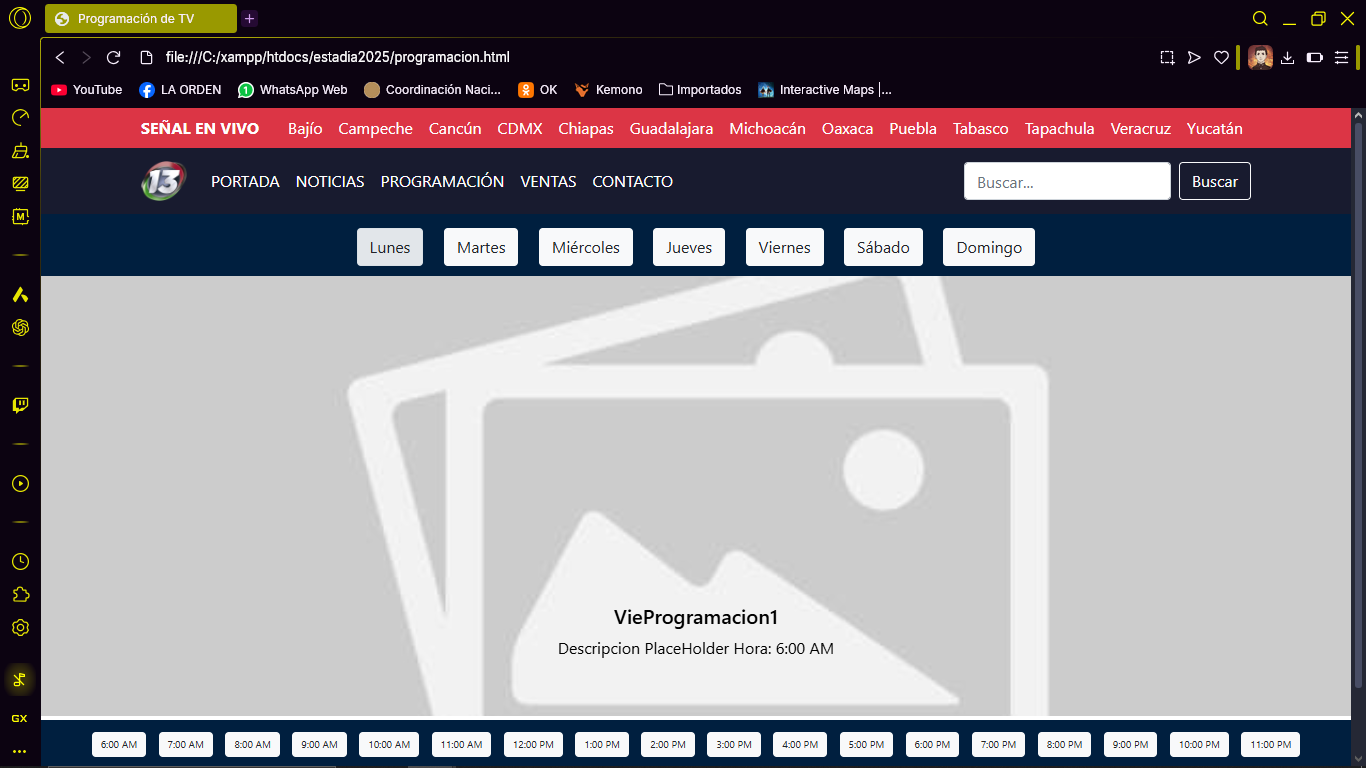 Programación de TV
file:///C:/xampp/htdocs/estadia2025/programacion.html
YouTube LA ORDEN WhatsApp Web Coordinación Naci... OK Kemono Importados Interactive Maps |...
SEÑAL EN VIVO Bajío Campeche Cancún CDMX Chiapas Guadalajara Michoacán Oaxaca Puebla Tabasco Tapachula Veracruz Yucatán
13 PORTADA NOTICIAS PROGRAMACIÓN VENTAS CONTACTO Buscar... Buscar
Lunes Martes Miércoles Jueves Viernes Sábado Domingo
VieProgramacion1
Descripcion PlaceHolder Hora: 6:00 AM
GX
6:00 AM 7:00 AM 8:00 AM 9:00 AM 10:00 AM 11:00 AM 12:00 PM 1:00 PM 2:00 PM 3:00 PM 4:00 PM 5:00 PM 6:00 PM 7:00 PM 8:00 PM 9:00 PM 10:00 PM 11:00 PM